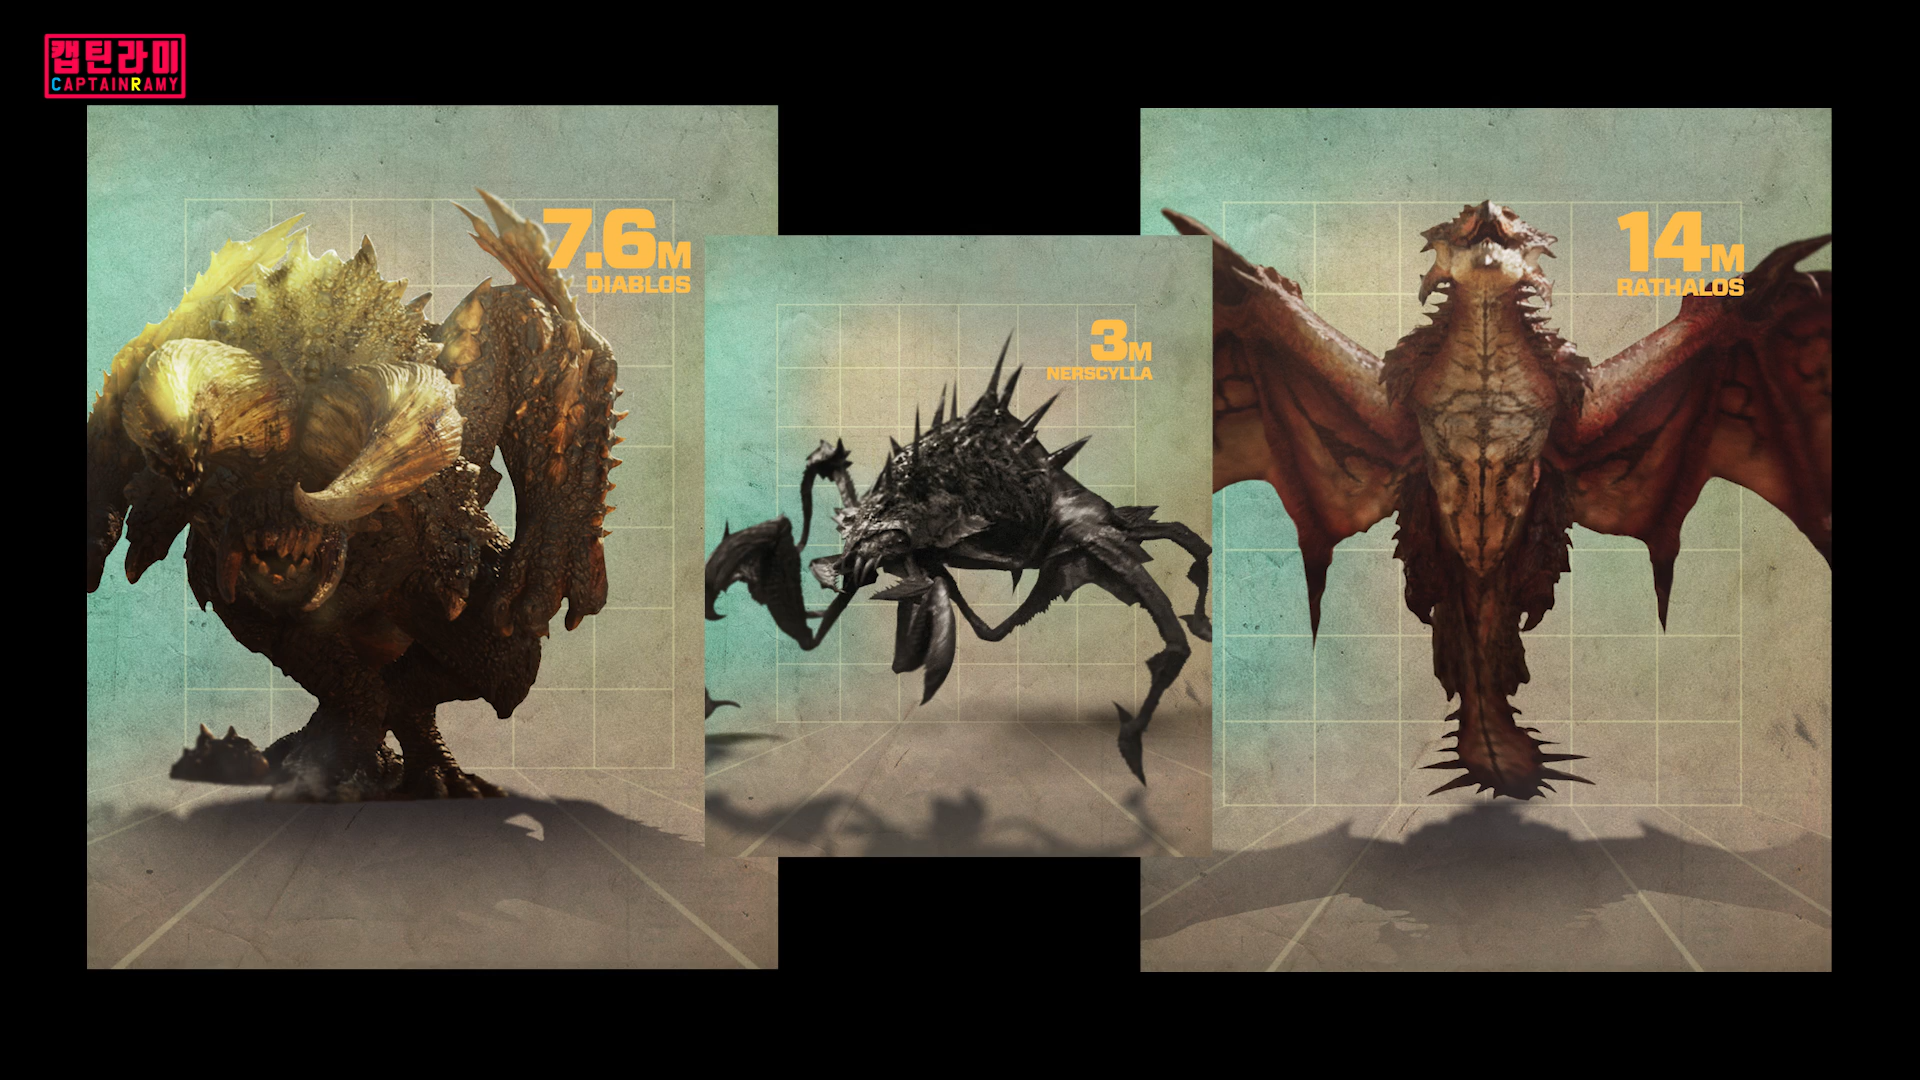 캡틴라미
CAPTAINRAMY
7.6M
DIABLOS
3M
NERSCYLLA
14M
RATHALOS